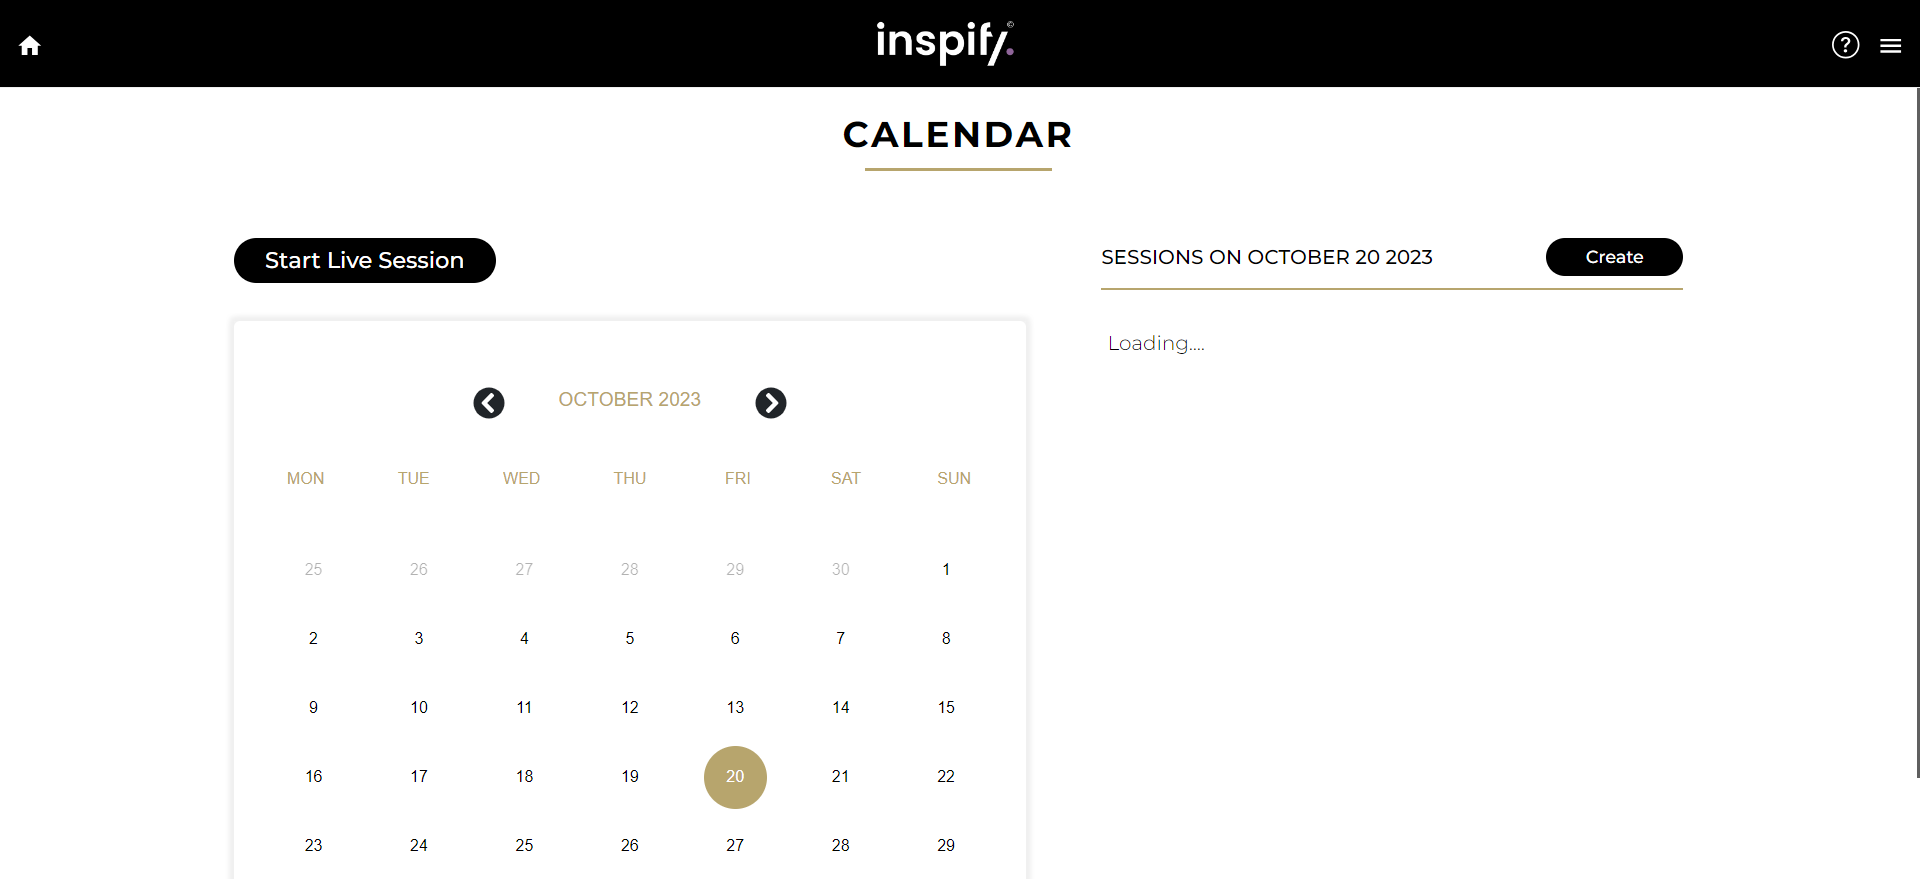 inspify.©
?
CALENDAR
Start Live Session
SESSIONS ON OCTOBER 20 2023
Create
Loading....
OCTOBER 2023
MON TUE WED THU FRI SAT SUN
25 26 27 28 29 30 1
2 3 4 5 6 7 8
9 10 11 12 13 14 15
16 17 18 19 20 21 22
23 24 25 26 27 28 29